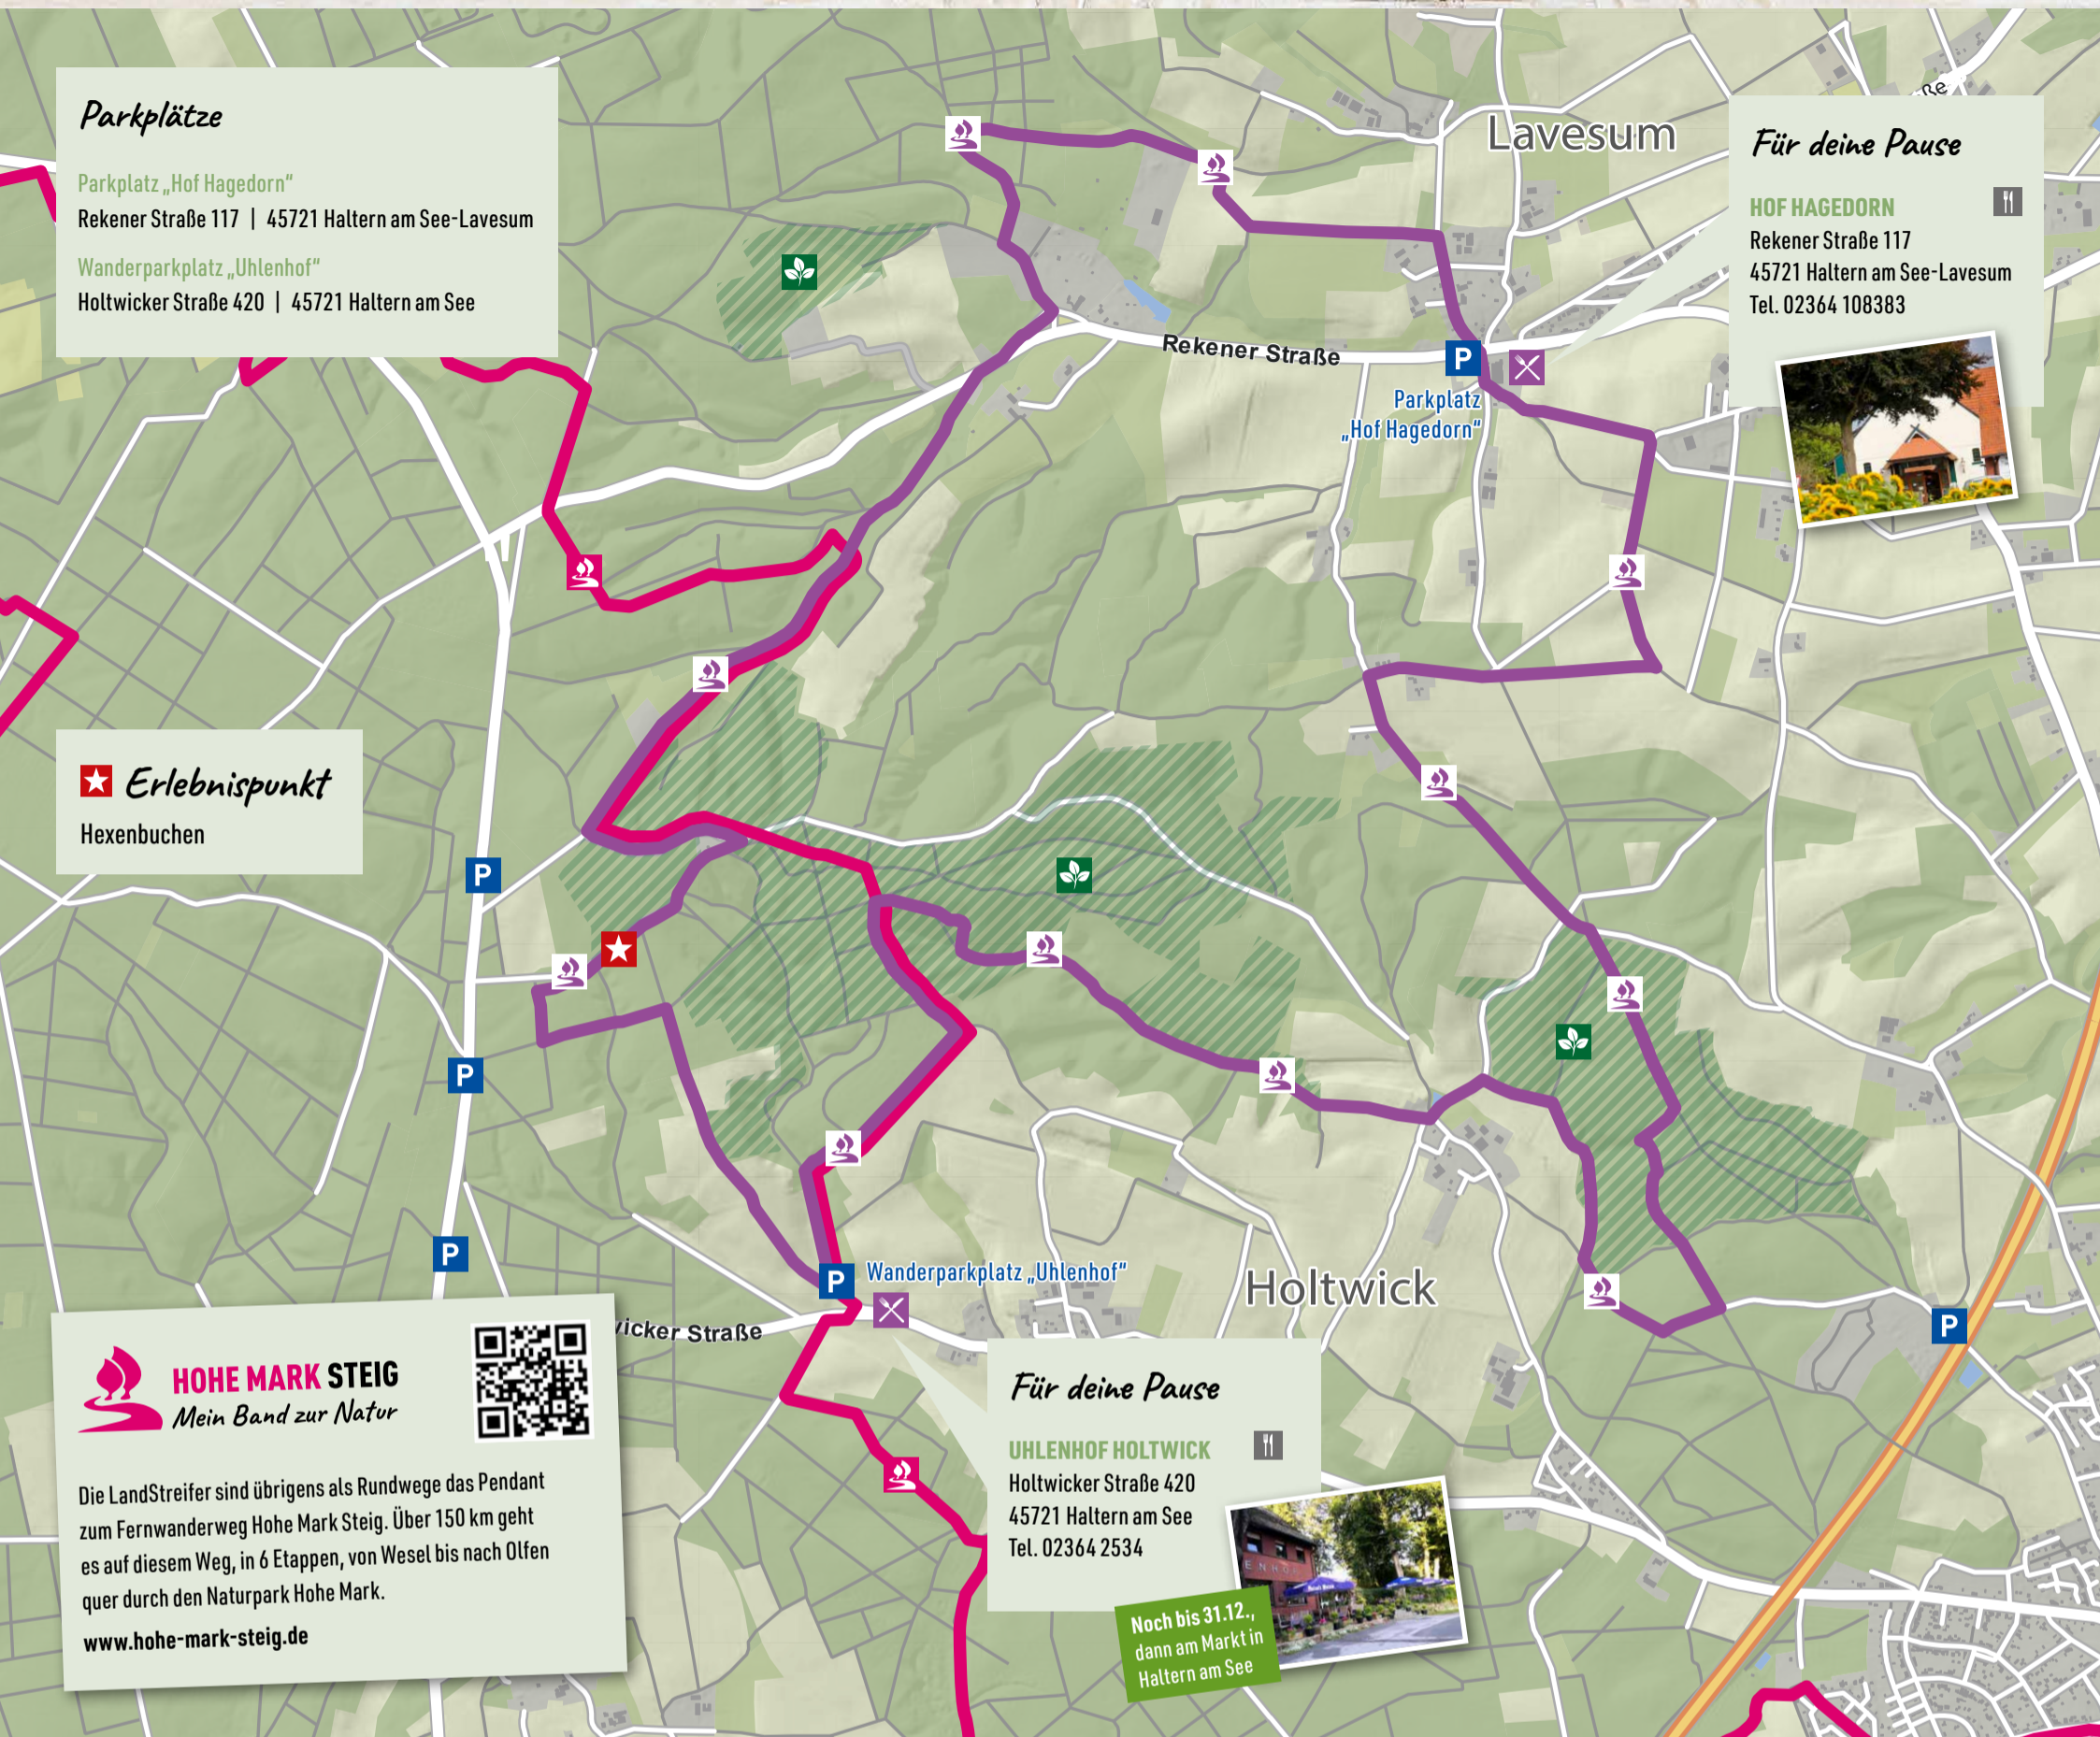 Parkplätze
Parkplatz „Hof Hagedorn“
Rekener Straße 117 | 45721 Haltern am See-Lavesum
Wanderparkplatz „Uhlenhof“
Holtwicker Straße 420 | 45721 Haltern am See
Lavesum
Für deine Pause
HOF HAGEDORN
Rekener Straße 117
45721 Haltern am See-Lavesum
Tel. 02364 108383
Rekener Straße
P
Parkplatz
„Hof Hagedorn“
Erlebnispunkt
Hexenbuchen
P
P
P
P
Wanderparkplatz „Uhlenhof“
Holtwick
P
Straße
HOHE MARK STEIG
Mein Band zur Natur
Die LandStreifer sind übrigens als Rundwege das Pendant
zum Fernwanderweg Hohe Mark Steig. Über 150 km geht
es auf diesem Weg, in 6 Etappen, von Wesel bis nach Olfen
quer durch den Naturpark Hohe Mark.
www.hohe-mark-steig.de
Für deine Pause
UHLENHOF HOLTWICK
Holtwicker Straße 420
45721 Haltern am See
Tel. 02364 2534
Noch bis 31.12.,
dann am Markt in
Haltern am See